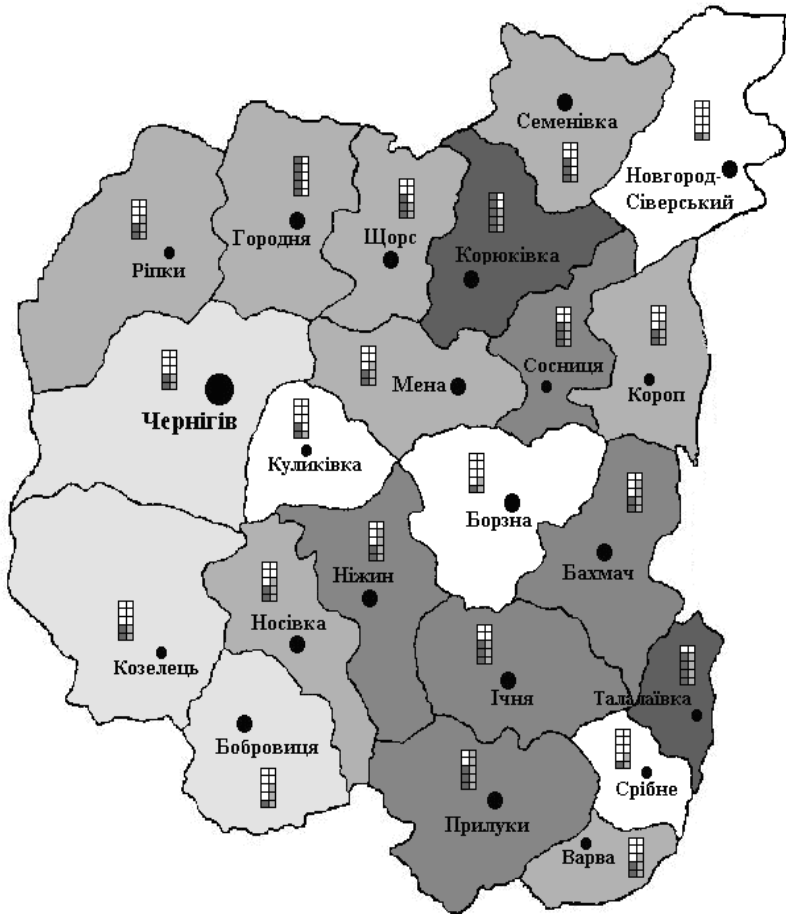 Семенівка
Новгород-
Сіверський
Городня
Щорс
Корюківка
Ріпки
Сосниця
Мена
Короп
Чернігів
Куликівка
Борзна
Ніжин
Бахмач
Носівка
Козелець
Ічня
Талалаївка
Бобровиця
Срібне
Прилуки
Варва